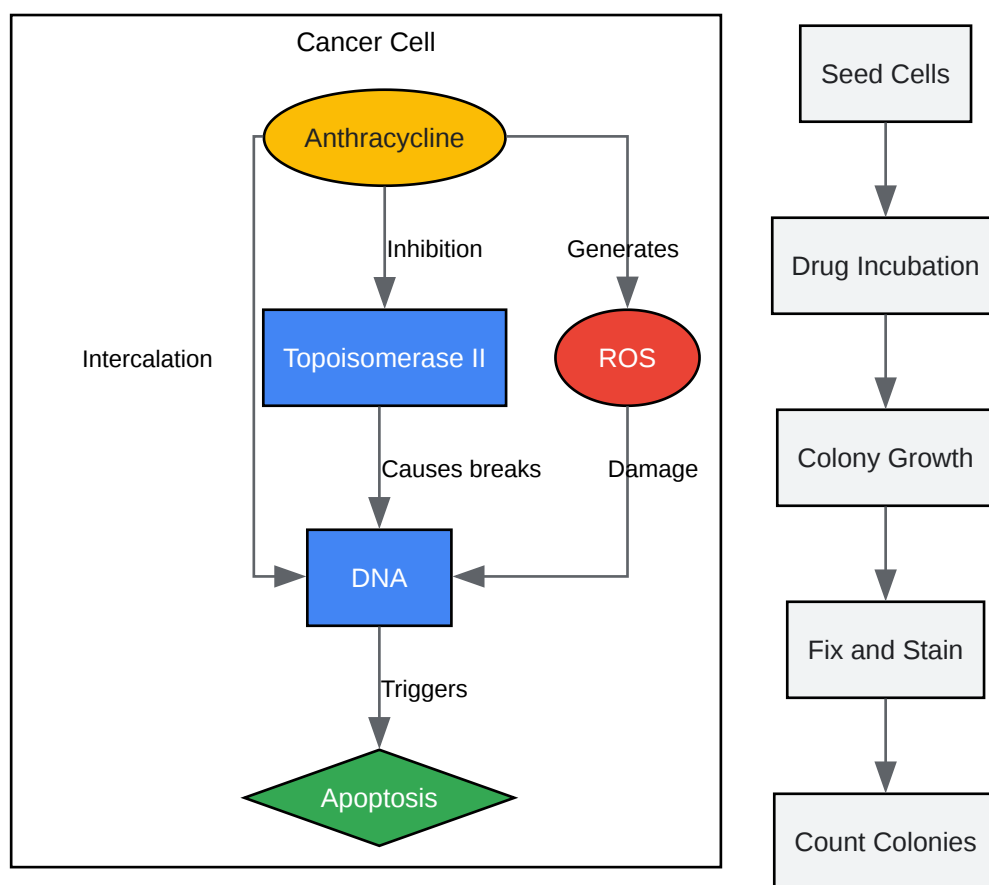 Cancer Cell
Anthracycline
Inhibition
Generates
Intercalation
Topoisomerase II
ROS
Causes breaks
Damage
DNA
Triggers
Apoptosis
Seed Cells
Drug Incubation
Colony Growth
Fix and Stain
Count Colonies